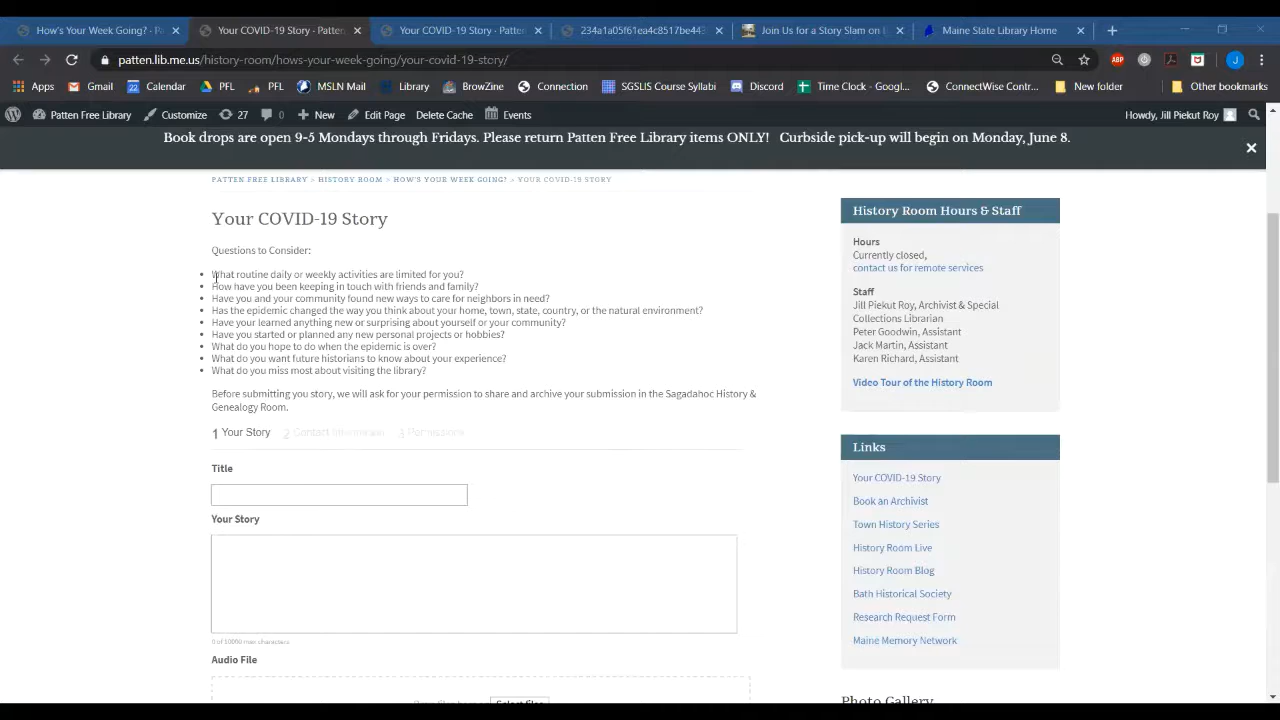 How's Your Week Going? - Pa
Your COVID-19 Story - Patten
Your COVID-19 Story - Patten
234a1a05f61ea4c8517be443
Join Us for a Story Slam on
Maine State Library Home
patten.lib.me.us/history-room/hows-your-week-going/your-covid-19-story/
Apps Gmail Calendar PFL PFL MSLN Mail Library BrowZine Connection SGSLIS Course Syllabi Discord Time Clock - Googl... ConnectWise Contr... New folder Other bookmarks
Patten Free Library Customize 27 0 + New Edit Page Delete Cache Events Howdy, Jill Piekut Roy
Book drops are open 9-5 Mondays through Fridays. Please return Patten Free Library items ONLY! Curbside pick-up will begin on Monday, June 8.
PATTEN FREE LIBRARY > HISTORY ROOM > HOW'S YOUR WEEK GOING? > YOUR COVID-19 STORY
Your COVID-19 Story
Questions to Consider:
• What routine daily or weekly activities are limited for you?
• How have you been keeping in touch with friends and family?
• Have you and your community found new ways to care for neighbors in need?
• Has the epidemic changed the way you think about your home, town, state, country, or the natural environment?
• Have your learned anything new or surprising about yourself or your community?
• Have you started or planned any new personal projects or hobbies?
• What do you hope to do when the epidemic is over?
• What do you want future historians to know about your experience?
• What do you miss most about visiting the library?
Before submitting you story, we will ask for your permission to share and archive your submission in the Sagadahoc History &
Genealogy Room.
1 Your Story 2 Contact Information 3 Permissions
Title
Your Story
0 of 10000 max characters
Audio File
Select files
History Room Hours & Staff
Hours
Currently closed,
contact us for remote services
Staff
Jill Piekut Roy, Archivist & Special
Collections Librarian
Peter Goodwin, Assistant
Jack Martin, Assistant
Karen Richard, Assistant
Video Tour of the History Room
Links
Your COVID-19 Story
Book an Archivist
Town History Series
History Room Live
History Room Blog
Bath Historical Society
Research Request Form
Maine Memory Network
Photo Gallery